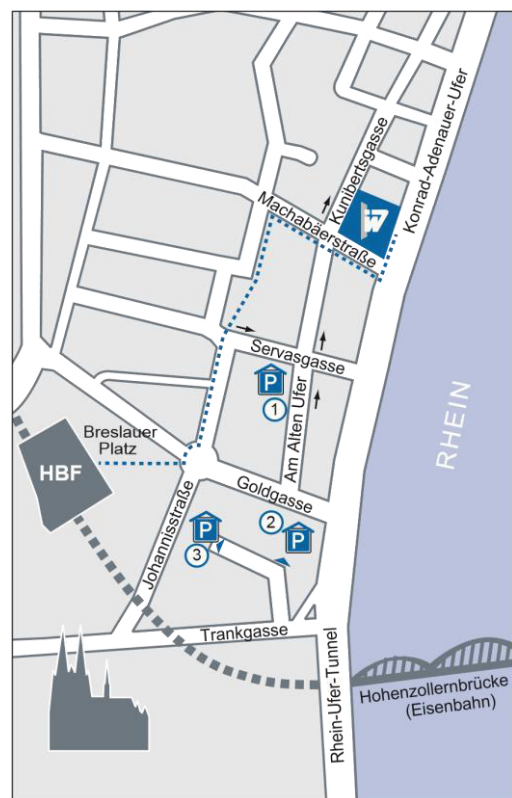 Konrad-Adenauer-Ufer
Kunibertsgasse
Machabäerstraße
Servasgasse
P
1
Am Alten Ufer
RHEIN
Breslauer
Platz
HBF
Goldgasse
Johannisstraße
P
3
2
P
Trankgasse
Rhein-Ufer-Tunnel
Hohenzollernbrücke
(Eisenbahn)